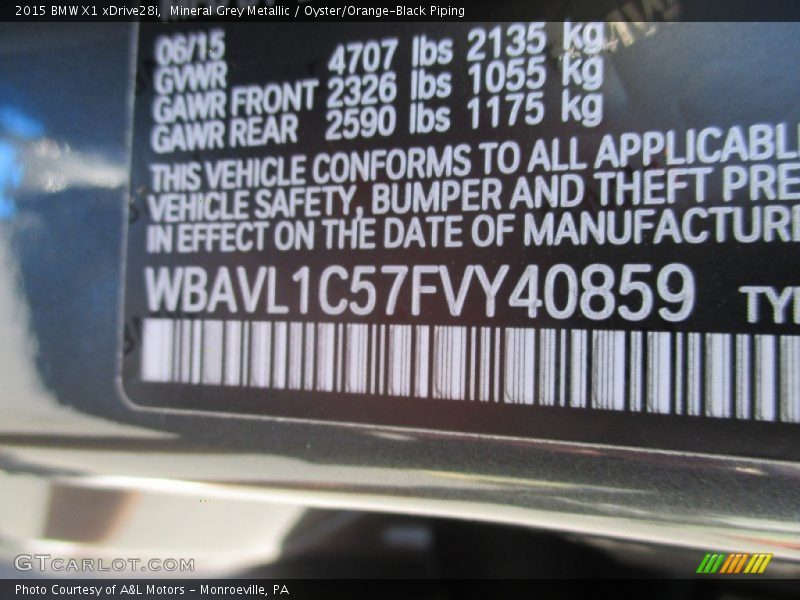 2015 BMW X1 xDrive28i, Mineral Grey Metallic / Oyster/Orange-Black Piping
06/15
GVWR 4707 lbs 2135 kg
GAWR FRONT 2326 lbs 1055 kg
GAWR REAR 2590 lbs 1175 kg
THIS VEHICLE CONFORMS TO ALL APPLICABL
VEHICLE SAFETY, BUMPER AND THEFT PRE
IN EFFECT ON THE DATE OF MANUFACTUR
WBAVL1C57FVY40859 TYP
GTCARLOT.COM
Photo Courtesy of A&L Motors - Monroeville, PA